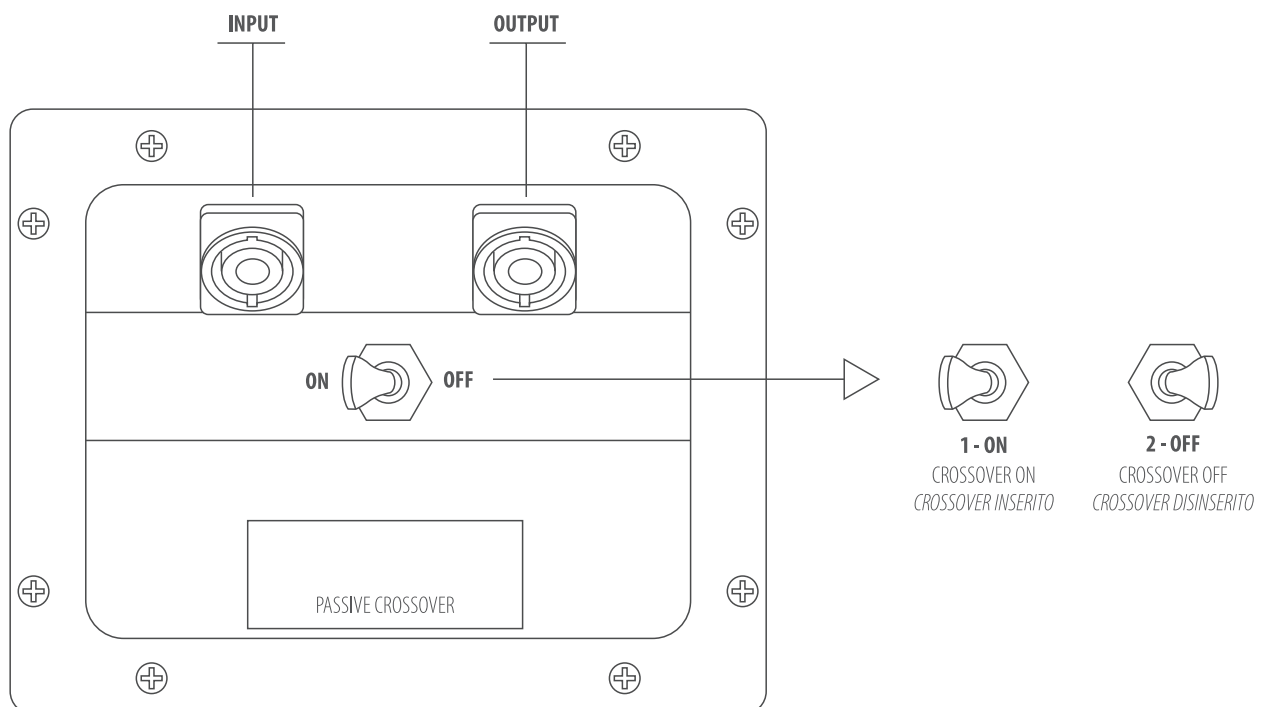 INPUT
OUTPUT
ON
OFF
1 - ON
CROSSOVER ON
CROSSOVER INSERITO
2 - OFF
CROSSOVER OFF
CROSSOVER DISINSERITO
PASSIVE CROSSOVER